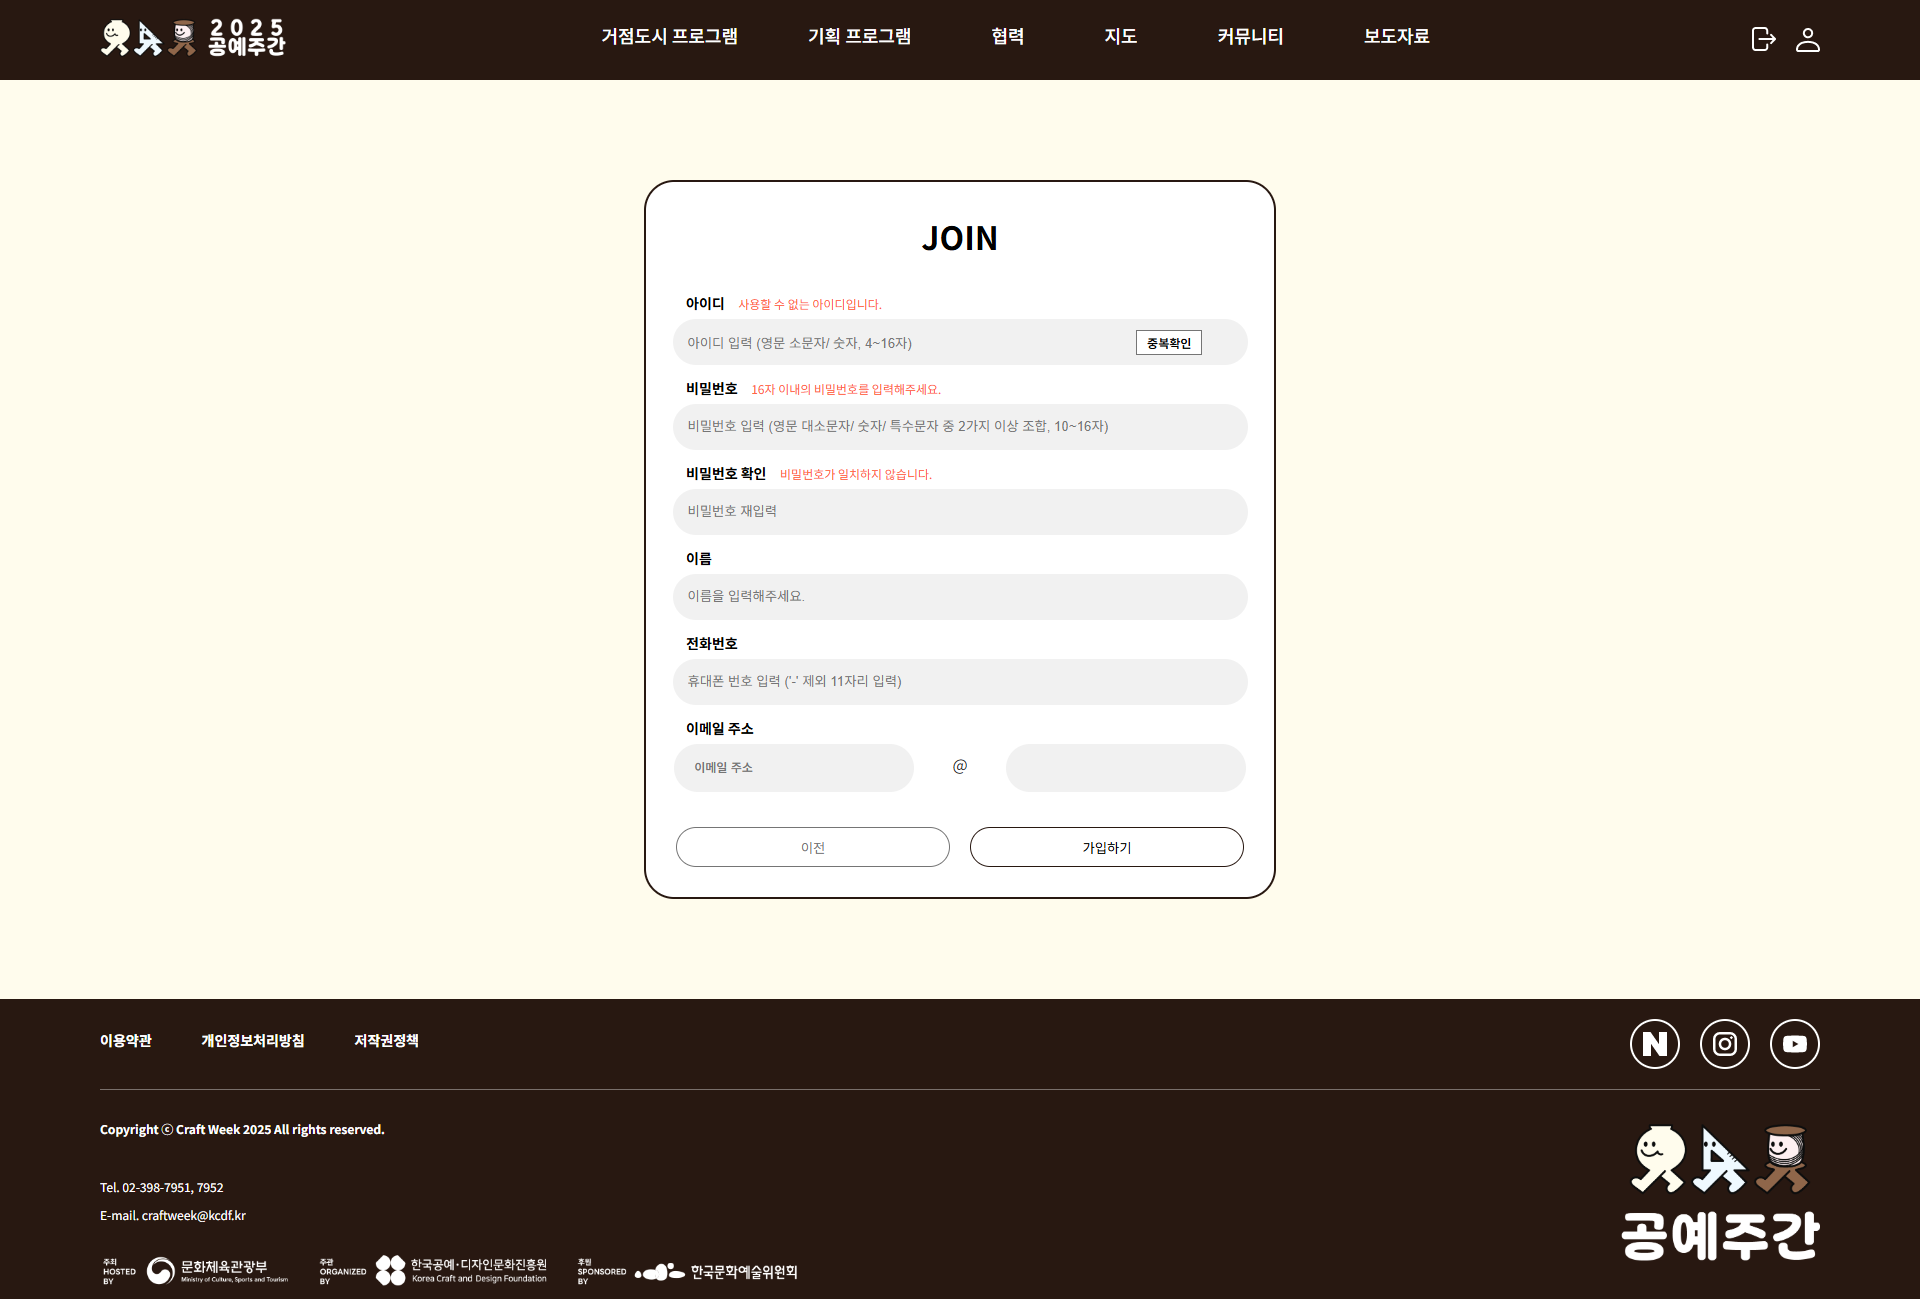 2025
공예주간
거점도시 프로그램
기획 프로그램
협력
지도
커뮤니티
보도자료
JOIN
아이디 사용할 수 없는 아이디입니다.
아이디 입력 (영문 소문자/ 숫자, 4~16자)
중복확인
비밀번호 16자 이내의 비밀번호를 입력해주세요.
비밀번호 입력 (영문 대소문자/ 숫자/ 특수문자 중 2가지 이상 조합, 10~16자)
비밀번호 확인 비밀번호가 일치하지 않습니다.
비밀번호 재입력
이름
이름을 입력해주세요.
전화번호
휴대폰 번호 입력 ('-' 제외 11자리 입력)
이메일 주소
이메일 주소 @
이전
가입하기
이용약관
개인정보처리방침
저작권정책
N
Copyright ⓒ Craft Week 2025 All rights reserved.
Tel. 02-398-7951, 7952
E-mail. craftweek@kcdf.kr
주최
HOSTED
BY
문화체육관광부
Ministry of Culture, Sports and Tourism
주관
ORGANIZED
BY
한국공예·디자인문화진흥원
Korea Craft and Design Foundation
후원
SPONSORED
BY
한국문화예술위원회
공예주간